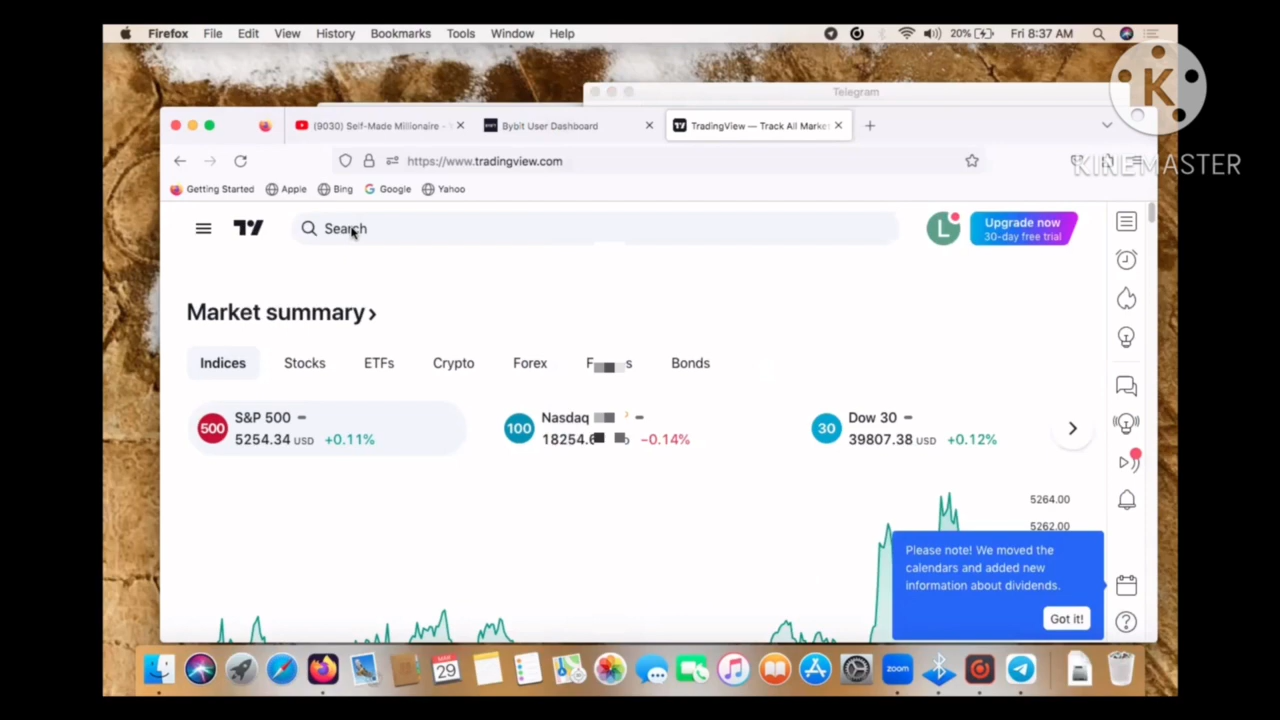 Firefox File Edit View History Bookmarks Tools Window Help 20% Fri 8:37 AM
Telegram
K
KINEMASTER
(9030) Self-Made Millionaire - Bybit User Dashboard TradingView — Track All Market
https://www.tradingview.com
Getting Started Apple Bing Google Yahoo
Search L Upgrade now
30-day free trial
Market summary ›
Indices Stocks ETFs Crypto Forex Bonds
500 S&P 500 100 Nasdaq 30 Dow 30
5254.34 USD +0.11% −0.14% 39807.38 USD +0.12%
5264.00
5262.00
Please note! We moved the
calendars and added new
information about dividends.
Got it!
29 zoom